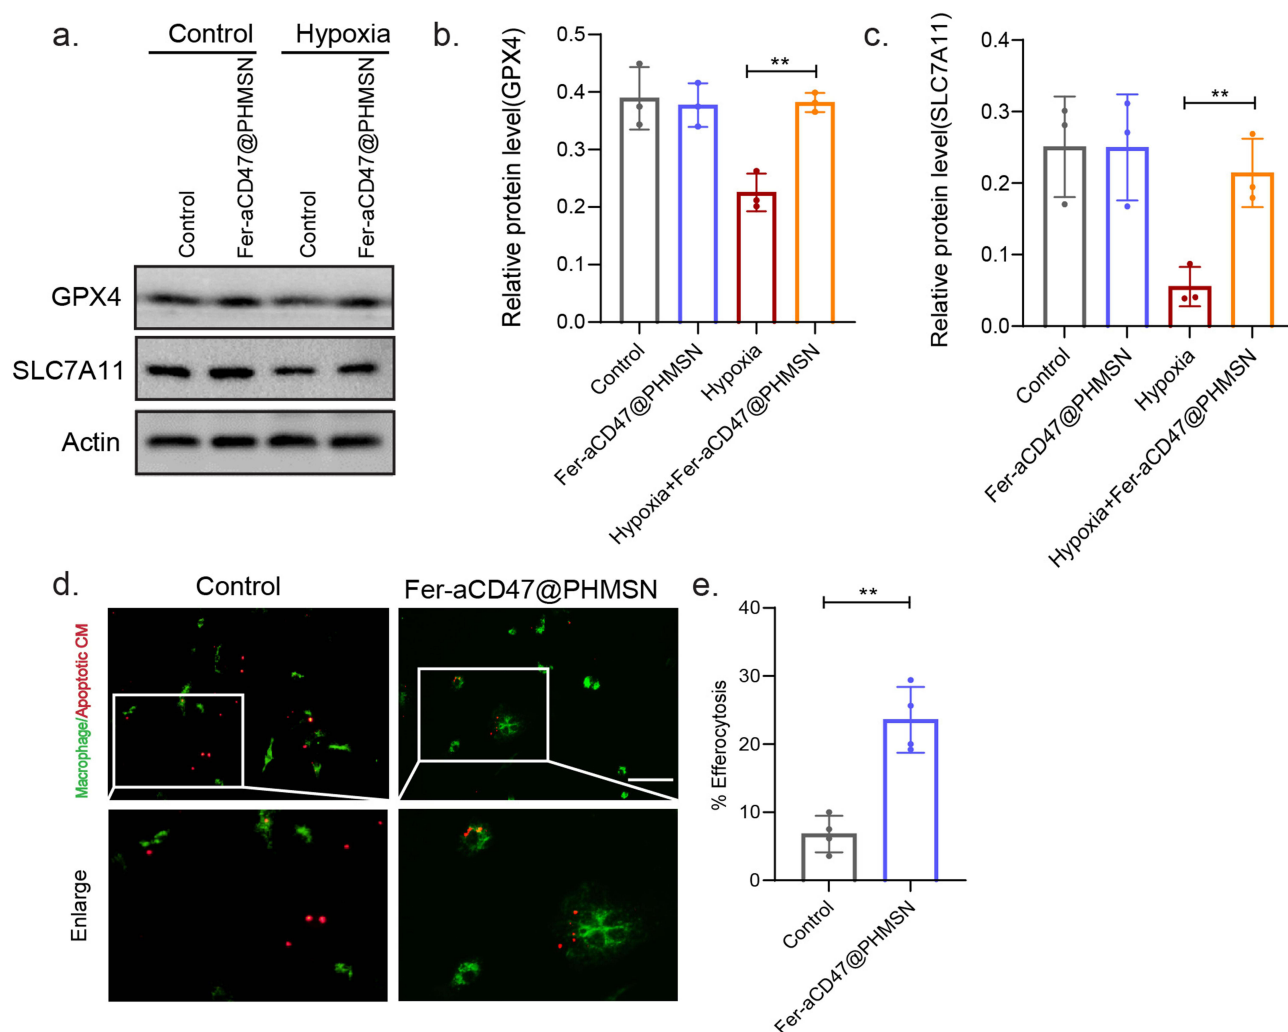 a.
Control Hypoxia
Control
Fer-aCD47@PHMSN
Control
Fer-aCD47@PHMSN
GPX4
SLC7A11
Actin
b.
Relative protein level(GPX4)
0.5
0.4
0.3
0.2
0.1
0.0
**
Control
Fer-aCD47@PHMSN
Hypoxia
Hypoxia+Fer-aCD47@PHMSN
c.
Relative protein level(SLC7A11)
0.4
0.3
0.2
0.1
0.0
**
Control
Fer-aCD47@PHMSN
Hypoxia
Hypoxia+Fer-aCD47@PHMSN
d.
Control
Fer-aCD47@PHMSN
Macrophage/Apoptotic CM
Enlarge
e.
% Efferocytosis
40
30
20
10
0
**
Control
Fer-aCD47@PHMSN